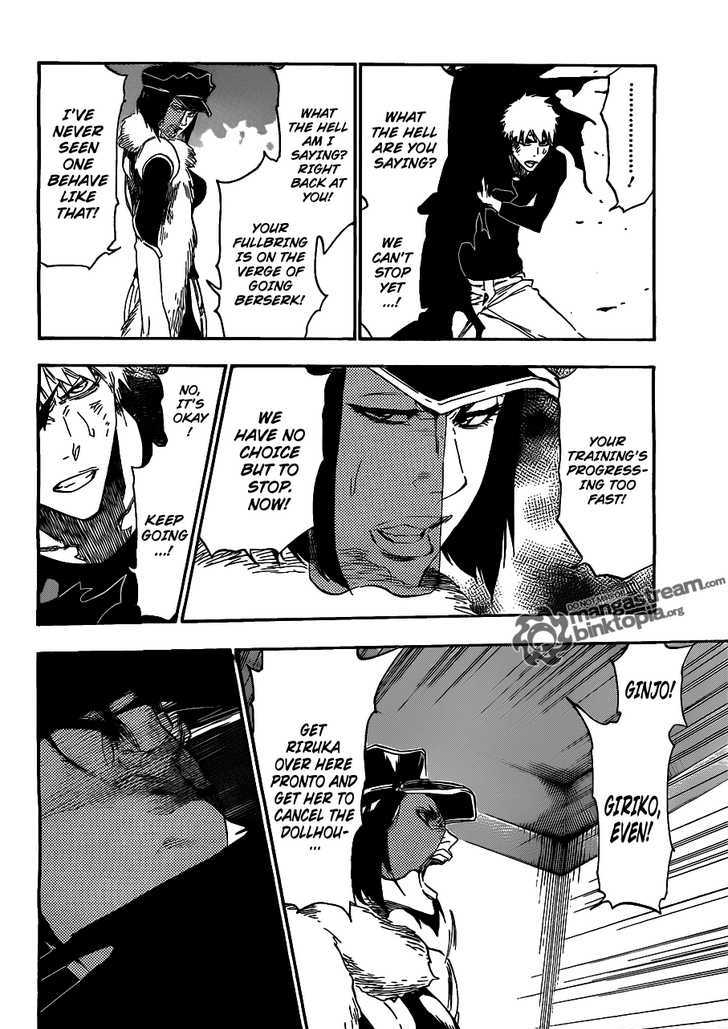 .........
WHAT
THE HELL
ARE YOU
SAYING?
WE
CAN'T
STOP
YET
...!
WHAT
THE HELL
AM I
SAYING?
RIGHT
BACK AT
YOU!
YOUR
FULLBRING
IS ON THE
VERGE OF
GOING
BERSERK!
I'VE
NEVER
SEEN
ONE
BEHAVE
LIKE
THAT!
YOUR
TRAINING'S
PROGRESS-
ING TOO
FAST!
WE
HAVE NO
CHOICE
BUT TO
STOP.
NOW!
NO,
IT'S
OKAY
!
KEEP
GOING
...!
mangastream.com
binktopia.org
GINJO!
GIRIKO,
EVEN!
GET
RIRUKA
OVER HERE
PRONTO AND
GET HER TO
CANCEL THE
DOLLHOU-
...